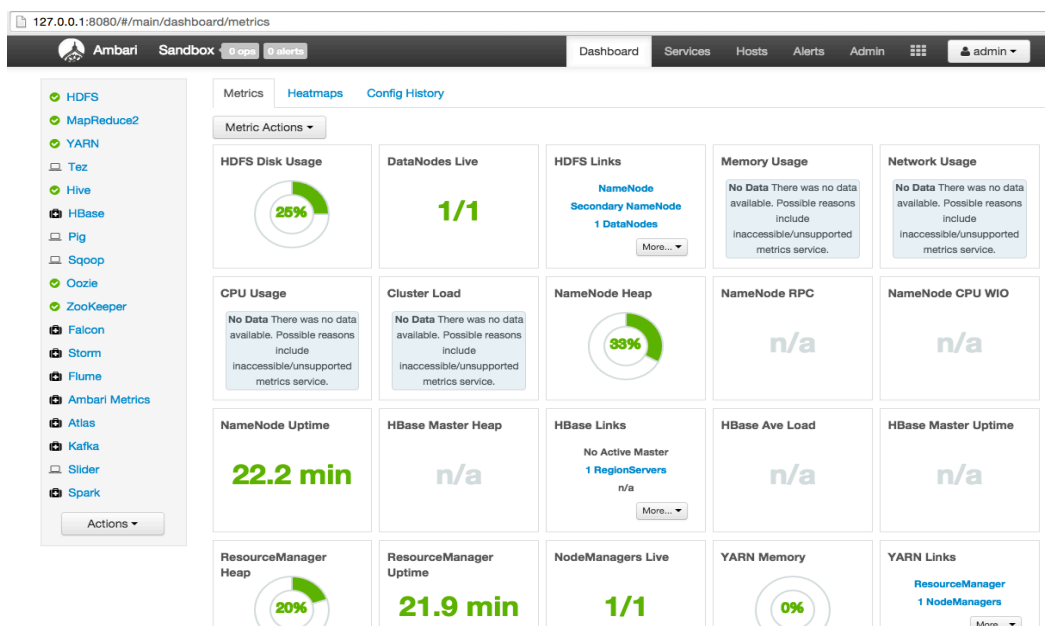 127.0.0.1:8080/#/main/dashboard/metrics
Ambari Sandbox 0 ops 0 alerts Dashboard Services Hosts Alerts Admin admin
HDFS
MapReduce2
YARN
Tez
Hive
HBase
Pig
Sqoop
Oozie
ZooKeeper
Falcon
Storm
Flume
Ambari Metrics
Atlas
Kafka
Slider
Spark
Actions
Metrics Heatmaps Config History
Metric Actions
HDFS Disk Usage
25%
DataNodes Live
1/1
HDFS Links
NameNode
Secondary NameNode
1 DataNodes
More...
Memory Usage
No Data There was no data
available. Possible reasons
include
inaccessible/unsupported
metrics service.
Network Usage
No Data There was no data
available. Possible reasons
include
inaccessible/unsupported
metrics service.
CPU Usage
No Data There was no data
available. Possible reasons
include
inaccessible/unsupported
metrics service.
Cluster Load
No Data There was no data
available. Possible reasons
include
inaccessible/unsupported
metrics service.
NameNode Heap
33%
NameNode RPC
n/a
NameNode CPU WIO
n/a
NameNode Uptime
22.2 min
HBase Master Heap
n/a
HBase Links
No Active Master
1 RegionServers
n/a
More...
HBase Ave Load
n/a
HBase Master Uptime
n/a
ResourceManager
Heap
20%
ResourceManager
Uptime
21.9 min
NodeManagers Live
1/1
YARN Memory
0%
YARN Links
ResourceManager
1 NodeManagers
More...